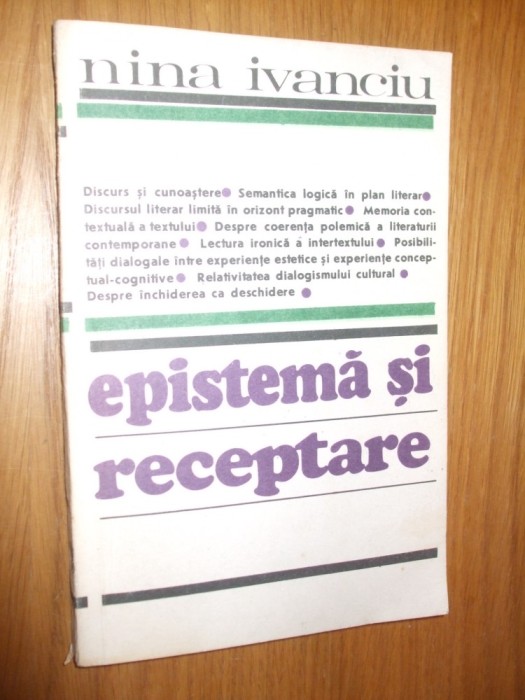 nina ivanciu
Discurs și cunoaștere● Semantica logică în plan literar●
Discursul literar limită în orizont pragmatic● Memoria con-
textuală a textului● Despre coerența polemică a literaturii
contemporane● Lectura ironică a intertextului● Posibili-
tăți dialogale între experiențe estetice și experiențe concep-
tual-cognitive● Relativitatea dialogismului cultural ●
Despre închiderea ca deschidere ●
epistemă și
receptare